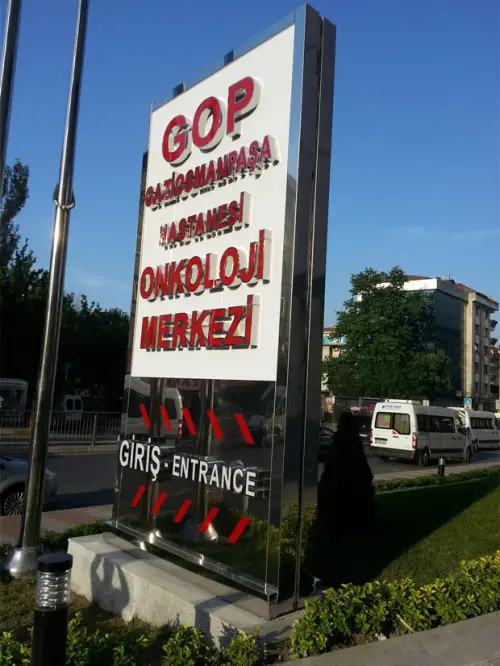 GOP
GAZİOSMANPAŞA
HASTANESİ
ONKOLOJİ
MERKEZİ
GİRİŞ - ENTRANCE